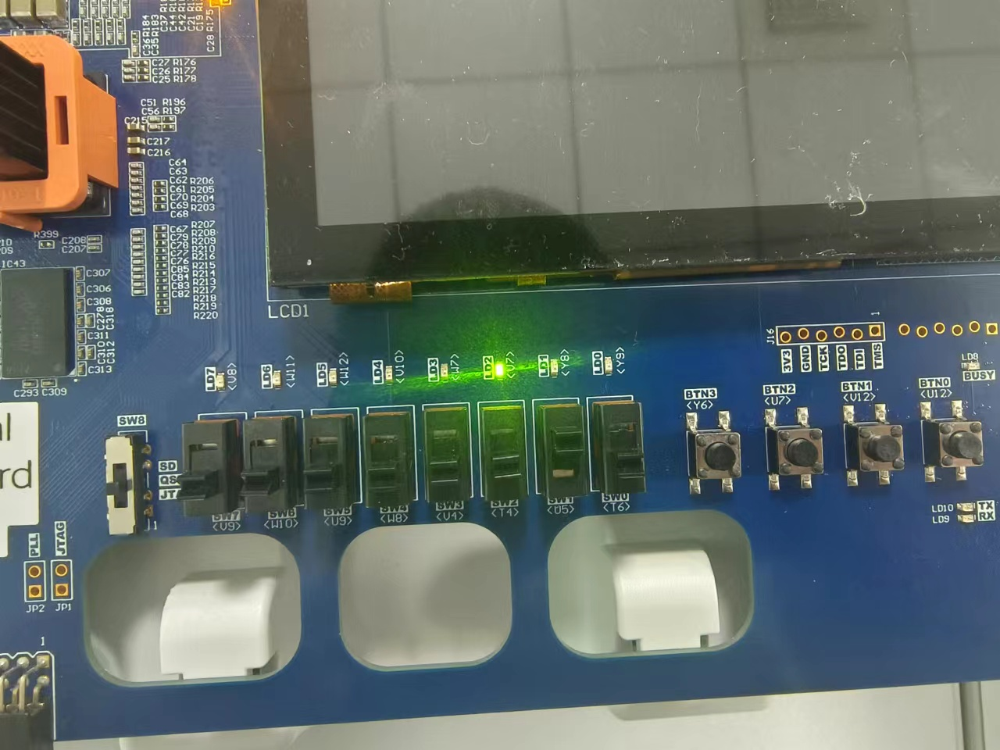 R184
R183
C36
C35
C28 R175
C27 R176
C26 R177
C25 R178
C51 R196
C56 R197
C215
C217
C216
C64
C63
C62 R206
C61 R205
C70 R204
C69 R203
C68
C67 R207
C79 R208
C78 R209
C77 R210
C76 R216
C85 R215
C84 R214
C83 R213
C82 R217
R218
R219
R220
R399
C208
C207
IC43
C307
C306
C308
C278
C318
C311
C310
C312
C313
C293 C309
LCD1
LD7 <U8>
LD6 <W11>
LD5 <W12>
LD4 <V10>
LD3 <W7>
LD2 <V7>
LD1 <Y8>
LD0 <Y9>
J16
1
3V3
GND
TCK
TDO
TDI
TMS
LD8
BUSY
BTN3
<Y6>
BTN2
<U7>
BTN1
<V12>
BTN0
<U12>
SW8
SD
JT
1
SW7
<V9>
SW6
<W10>
<U9>
SW4
<W8>
SW3
<V4>
SW2
<T4>
SW1
<U5>
SW0
<T6>
LD10 TX
LD9 RX
al
rd
PLL
JTAG
JP2
JP1
1